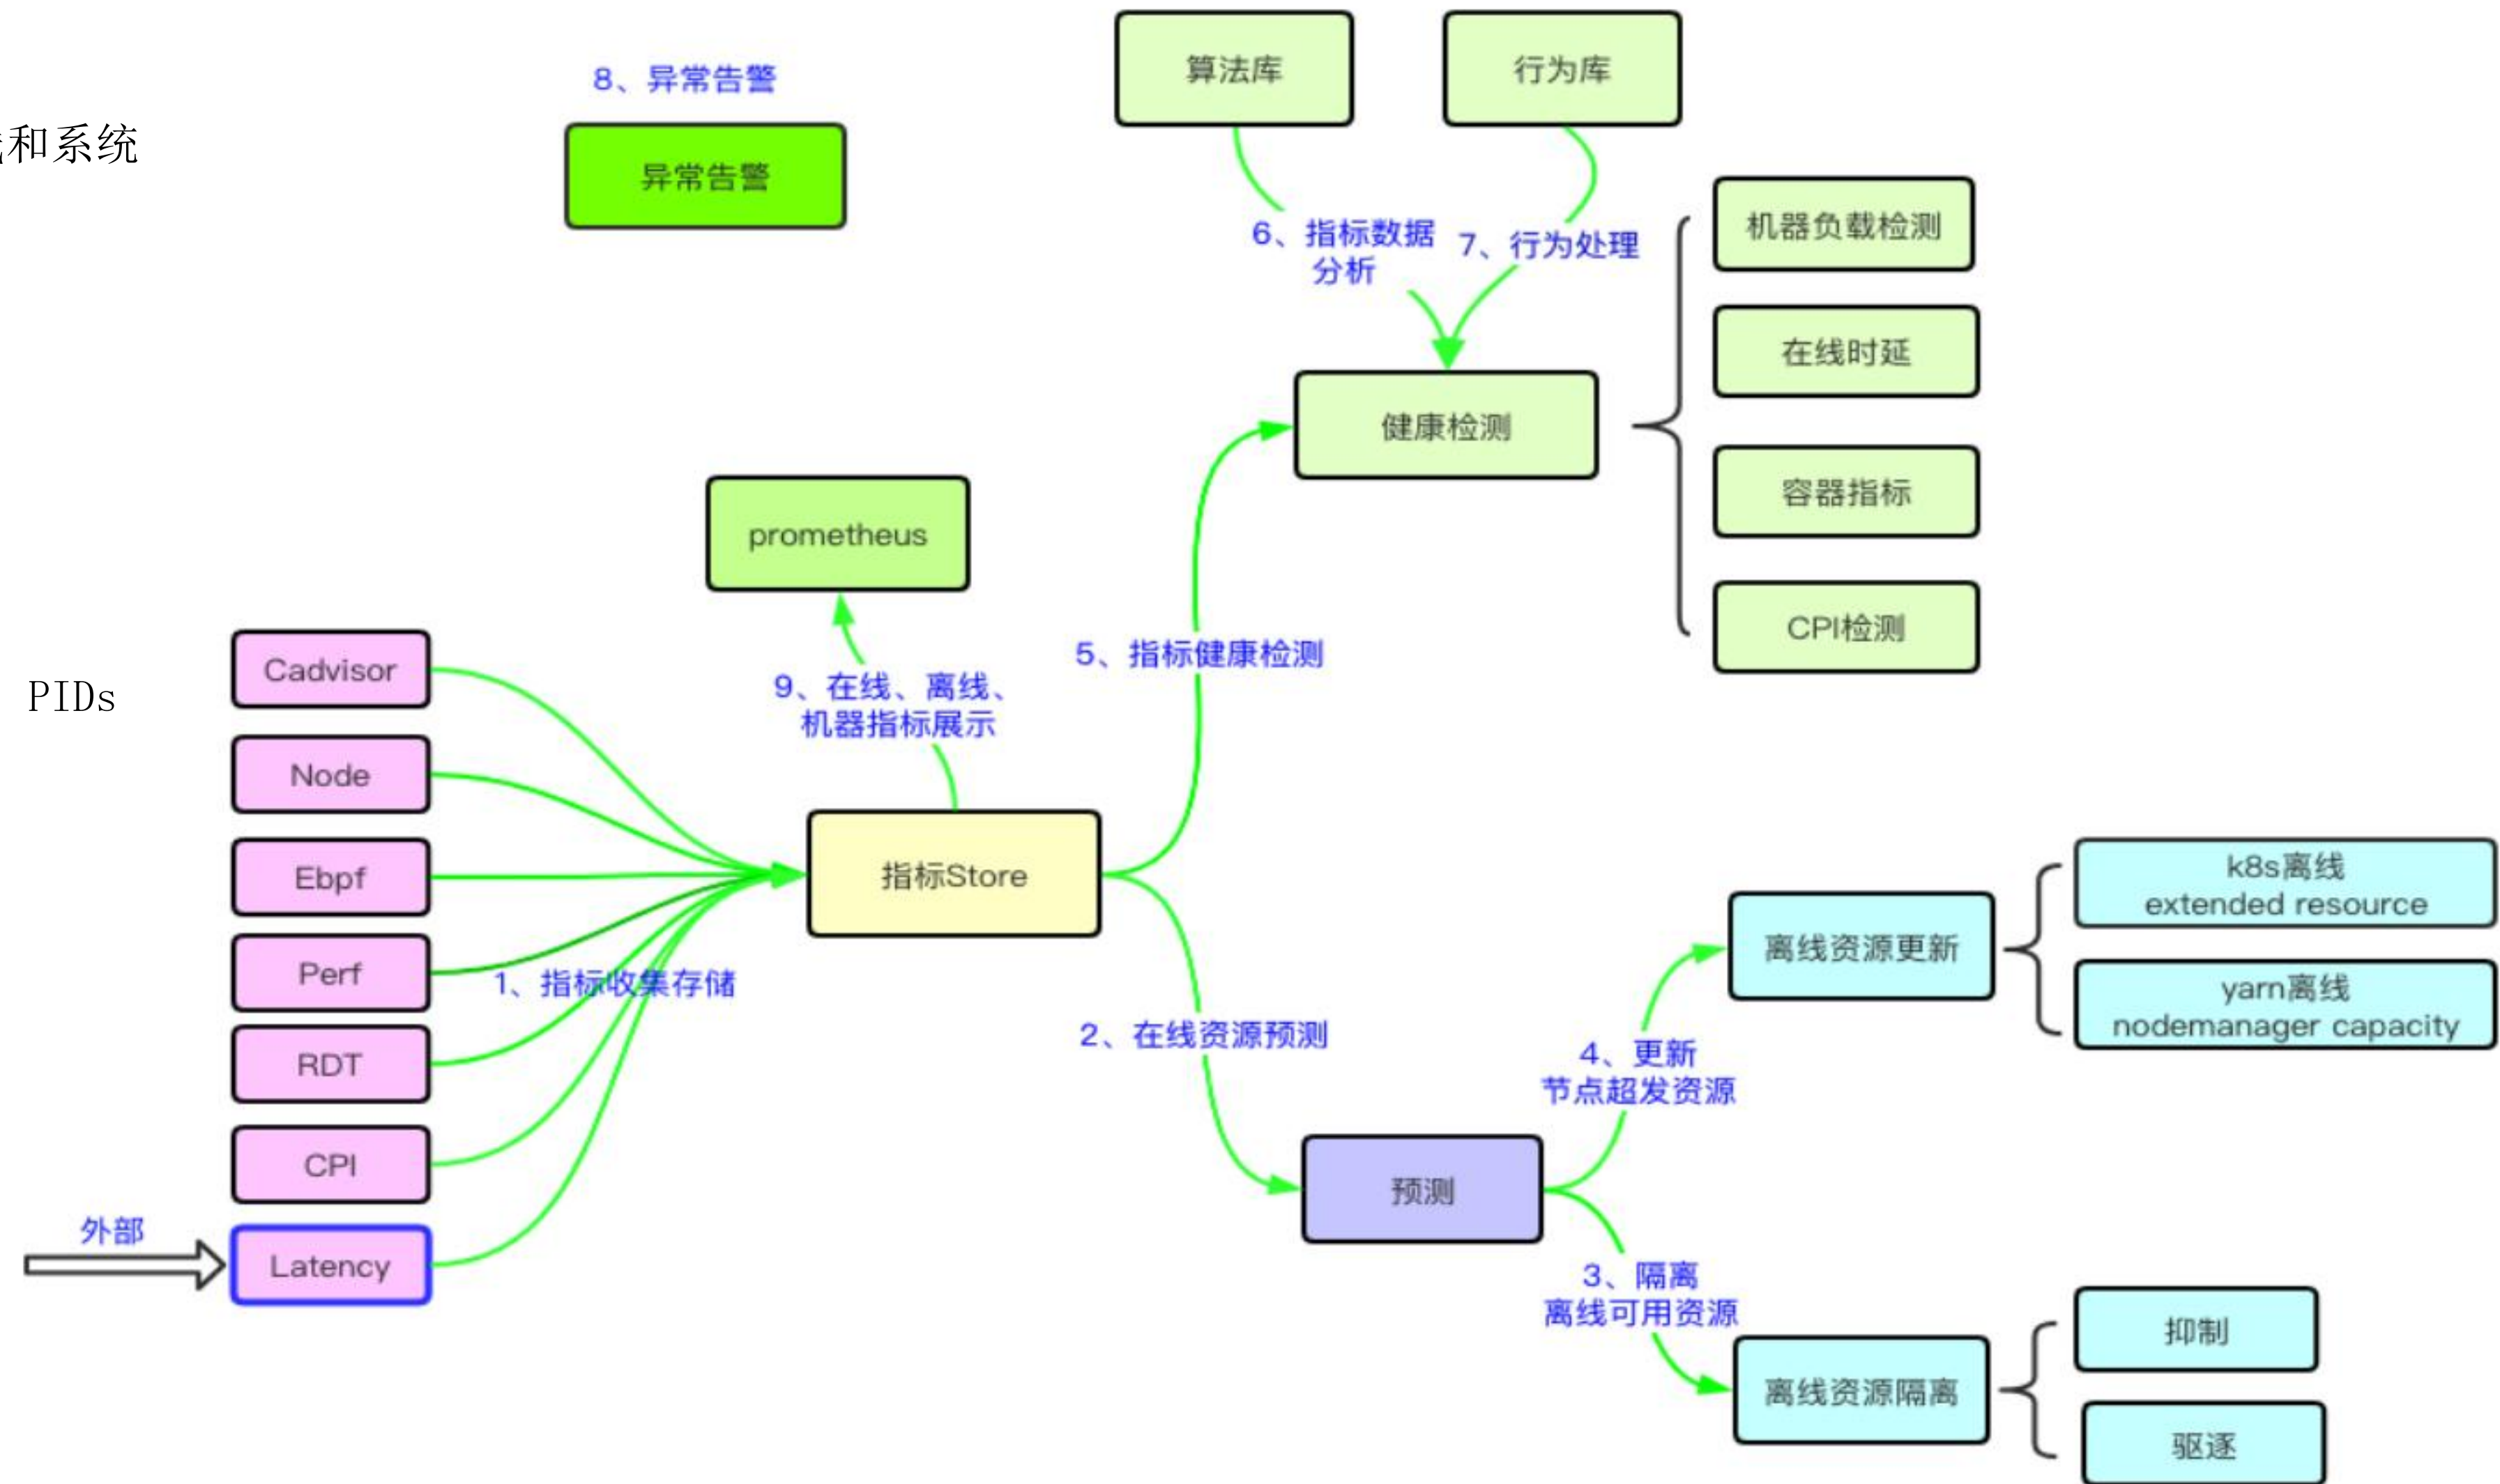 和系统
PIDs
8、异常告警
异常告警
算法库
行为库
6、指标数据
分析
7、行为处理
健康检测
机器负载检测
在线时延
容器指标
CPI检测
prometheus
9、在线、离线、
机器指标展示
5、指标健康检测
Cadvisor
Node
Ebpf
Perf
RDT
CPI
外部
Latency
1、指标收集存储
指标Store
2、在线资源预测
预测
4、更新
节点超发资源
离线资源更新
k8s离线
extended resource
yarn离线
nodemanager capacity
3、隔离
离线可用资源
离线资源隔离
抑制
驱逐